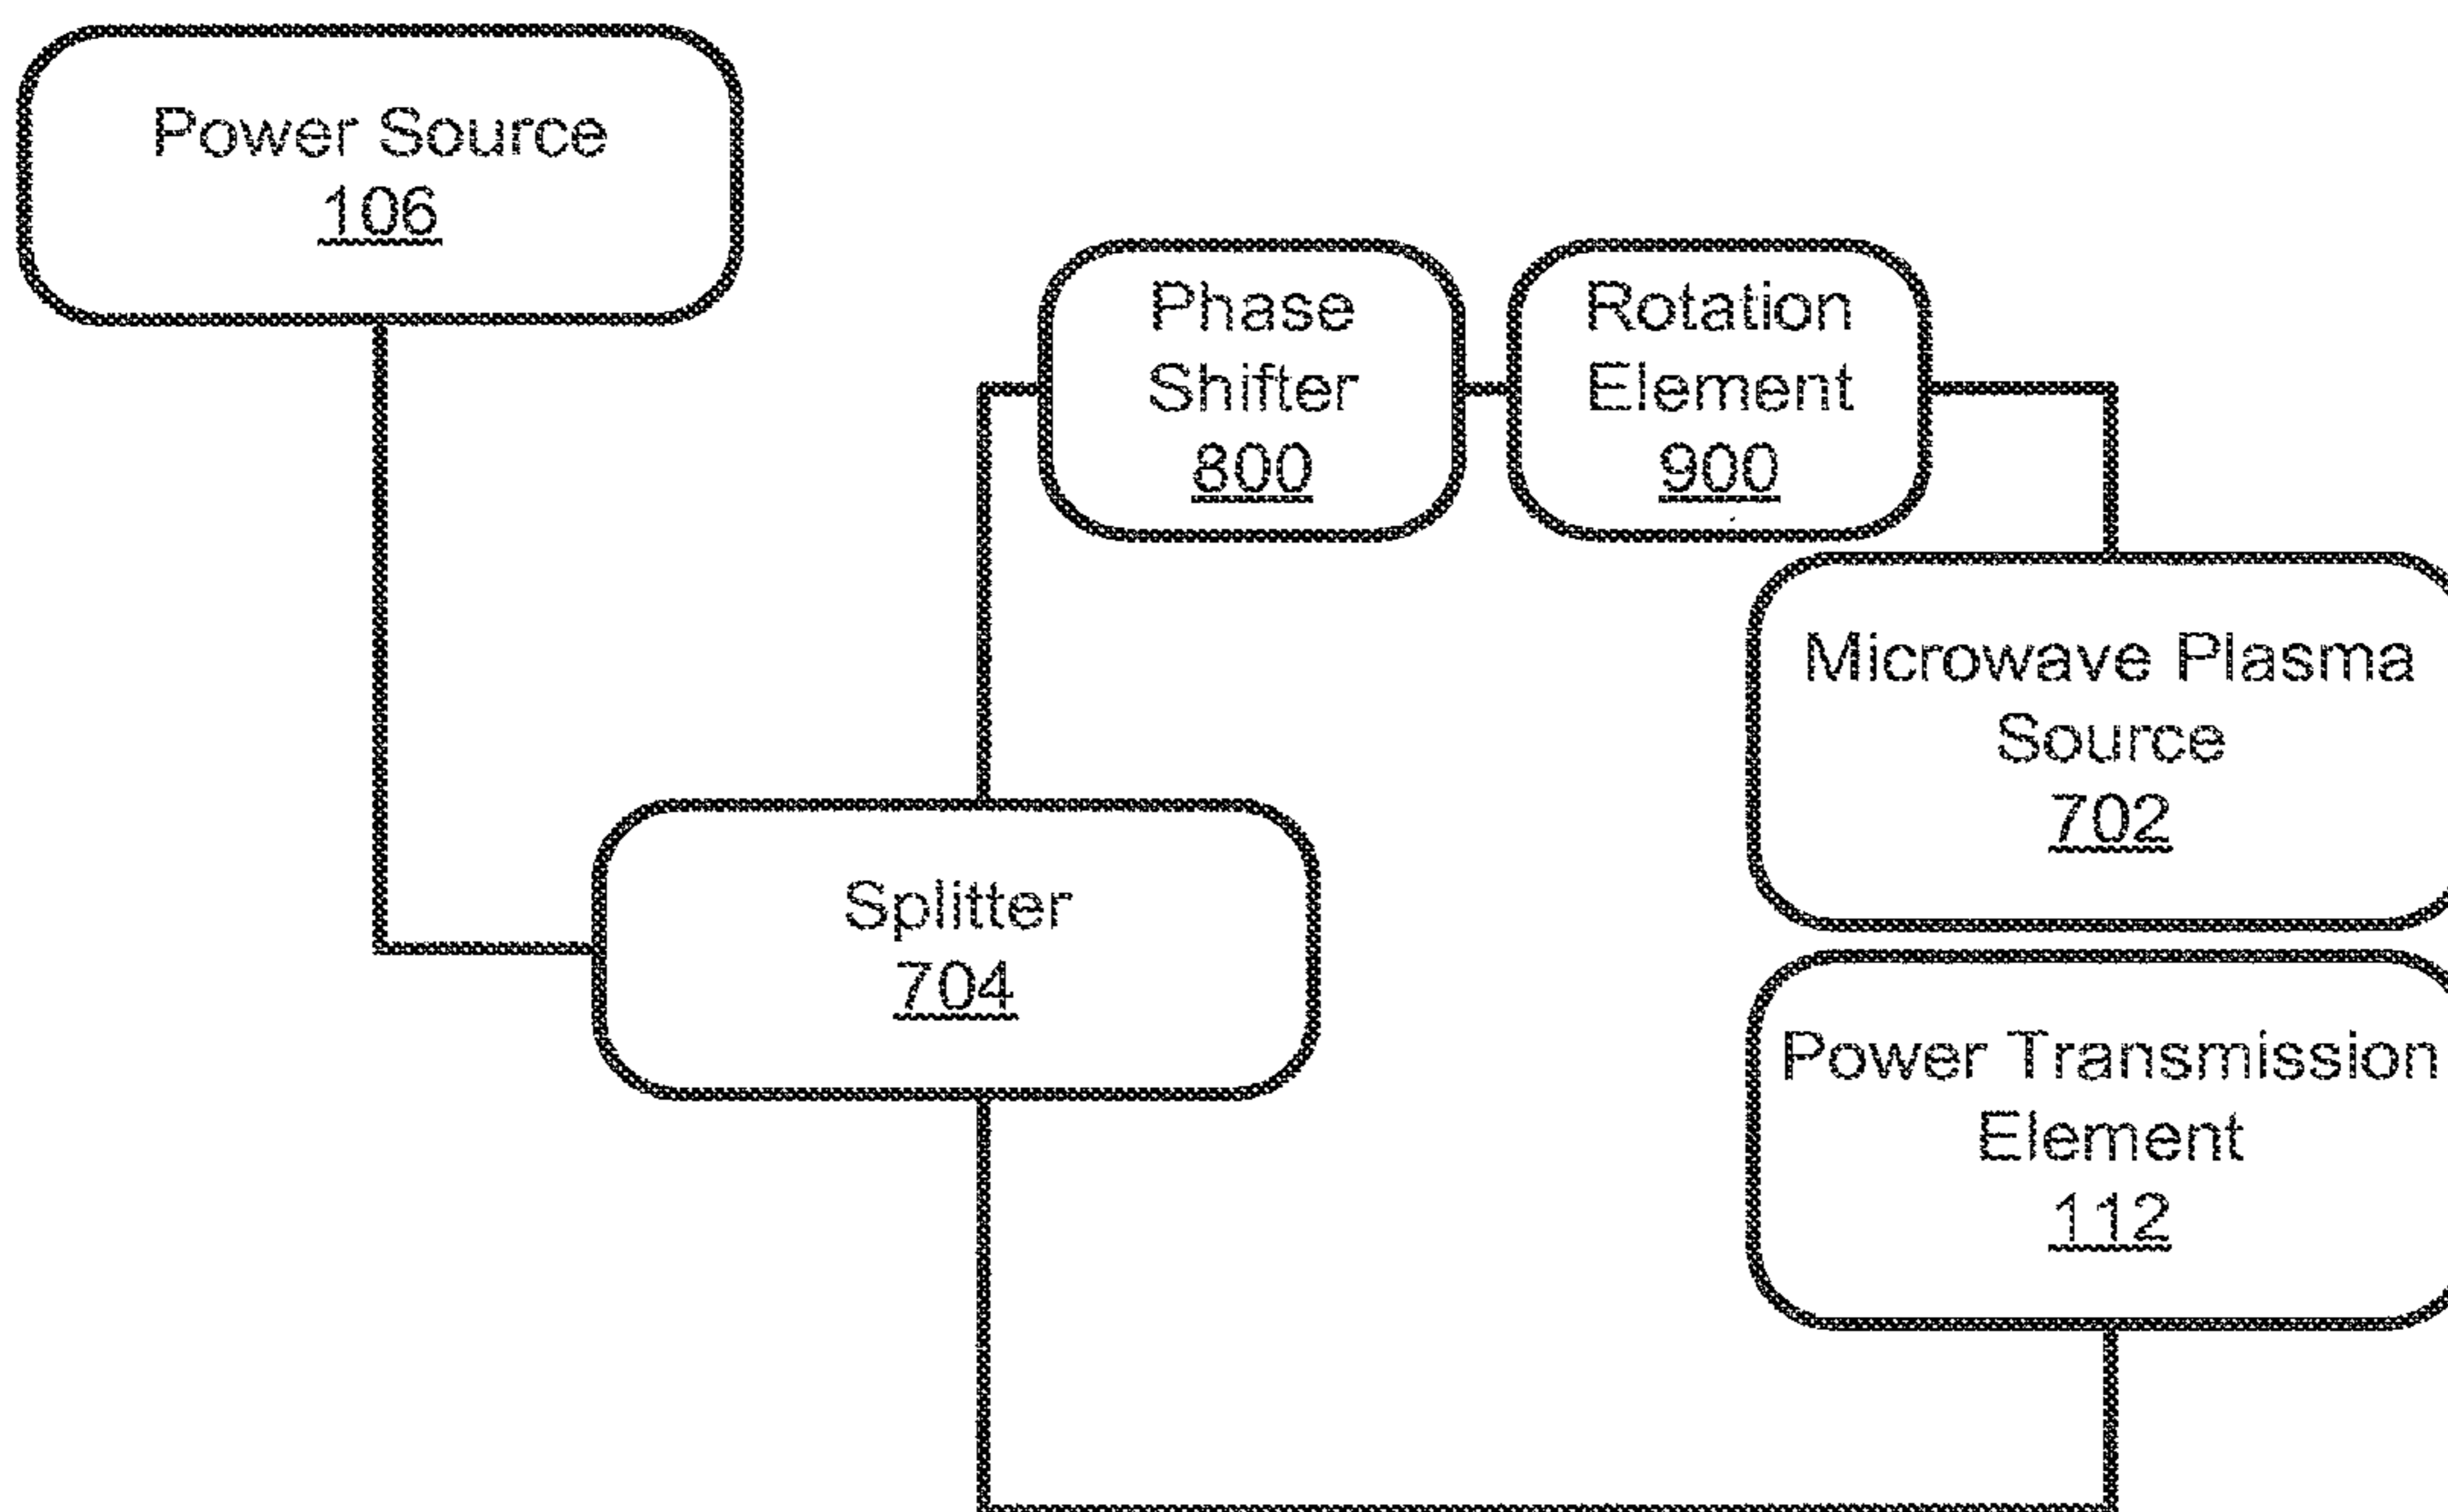 Power Source
106
Phase
Shifter
800
Rotation
Element
900
Microwave Plasma
Source
702
Splitter
704
Power Transmission
Element
112